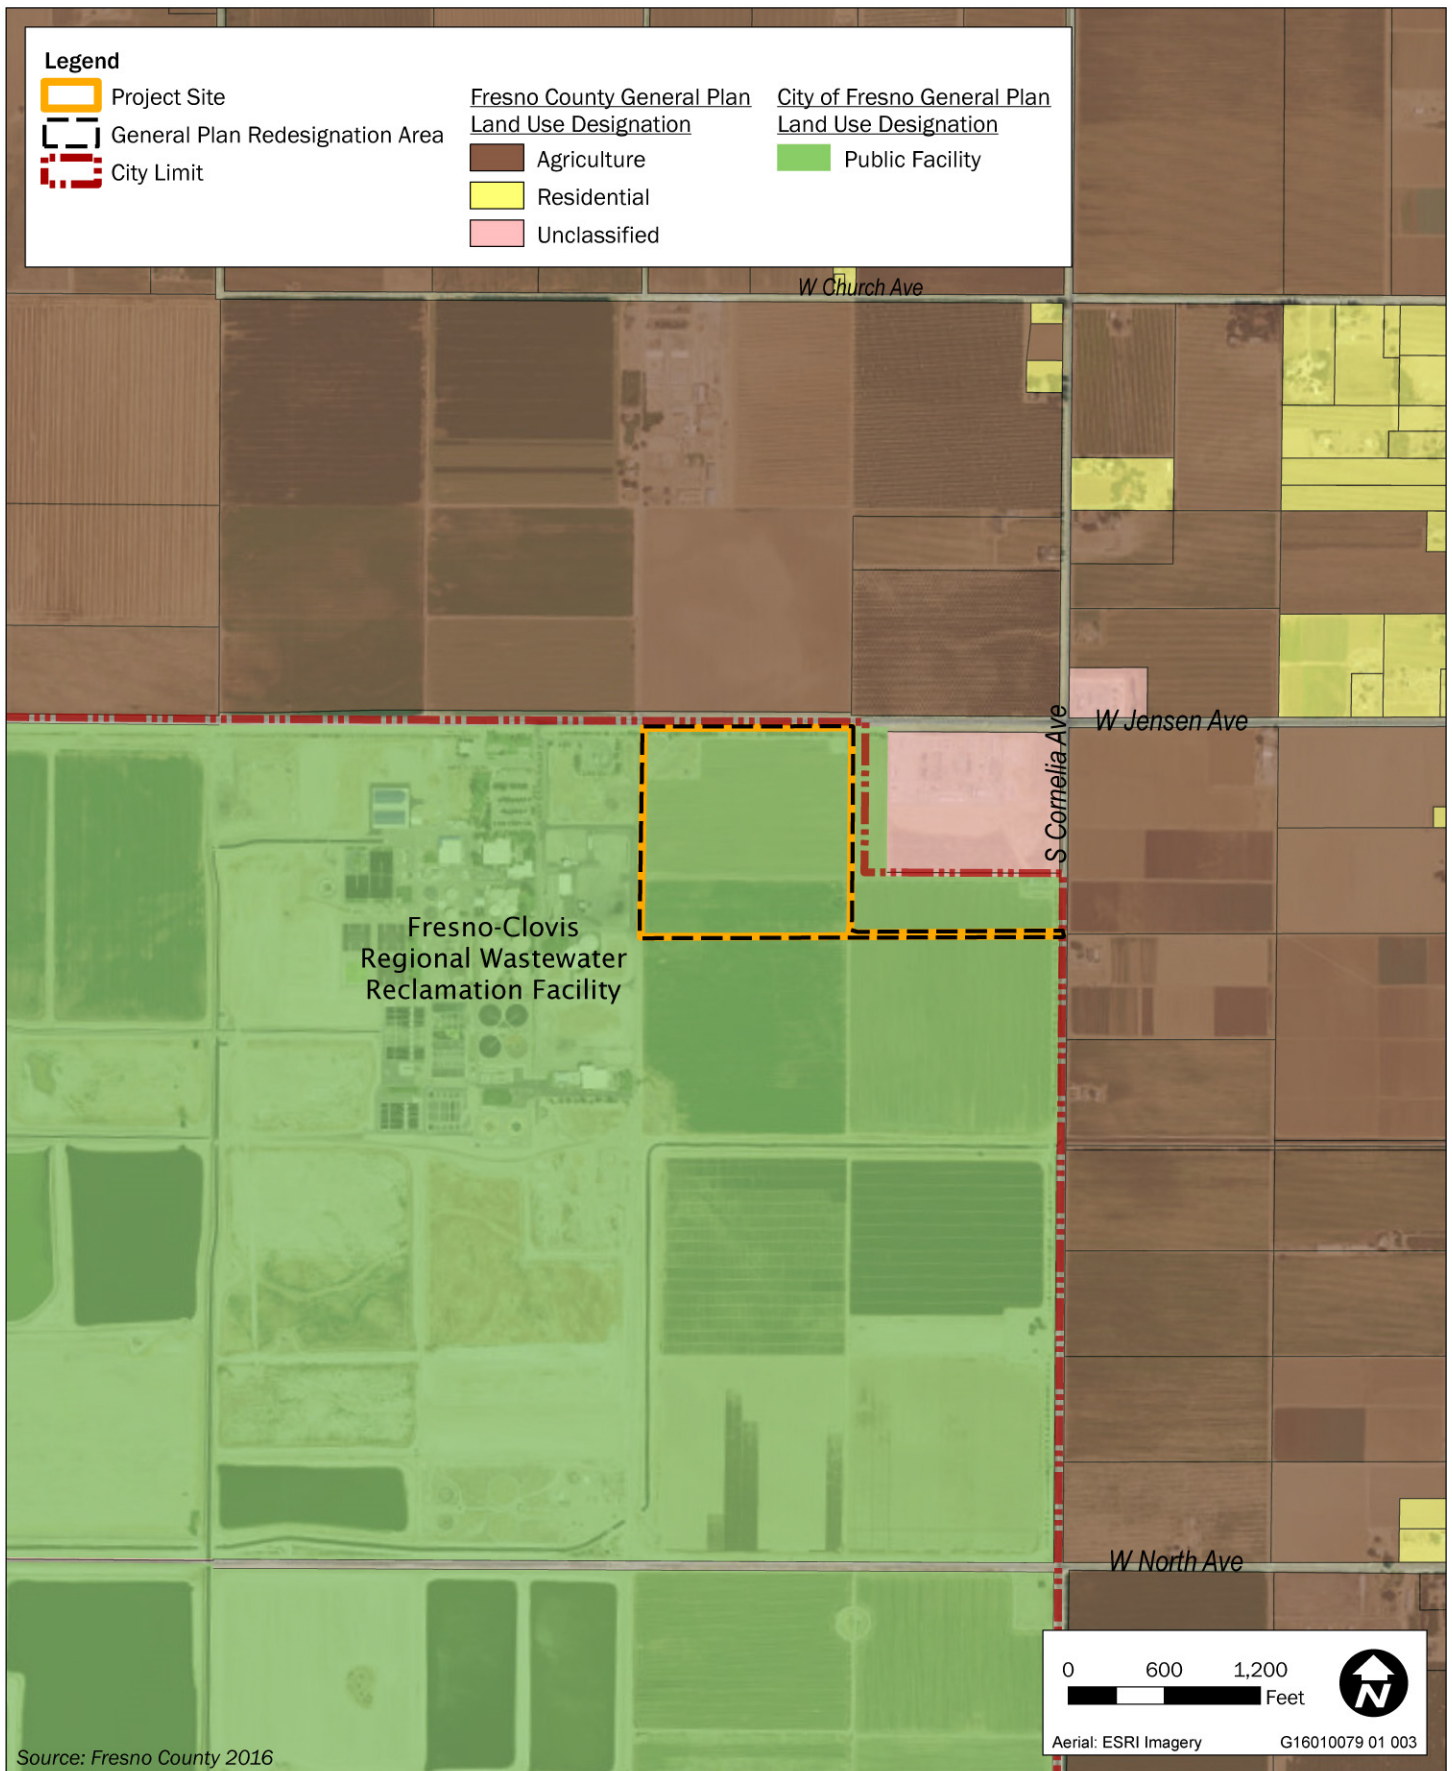 Legend
Project Site
General Plan Redesignation Area
City Limit
Fresno County General Plan
Land Use Designation
Agriculture
Residential
Unclassified
City of Fresno General Plan
Land Use Designation
Public Facility
W Church Ave
W Jensen Ave
S Cornelia Ave
Fresno-Clovis
Regional Wastewater
Reclamation Facility
W North Ave
0 600 1,200
Feet
N
Aerial: ESRI Imagery G16010079 01 003
Source: Fresno County 2016